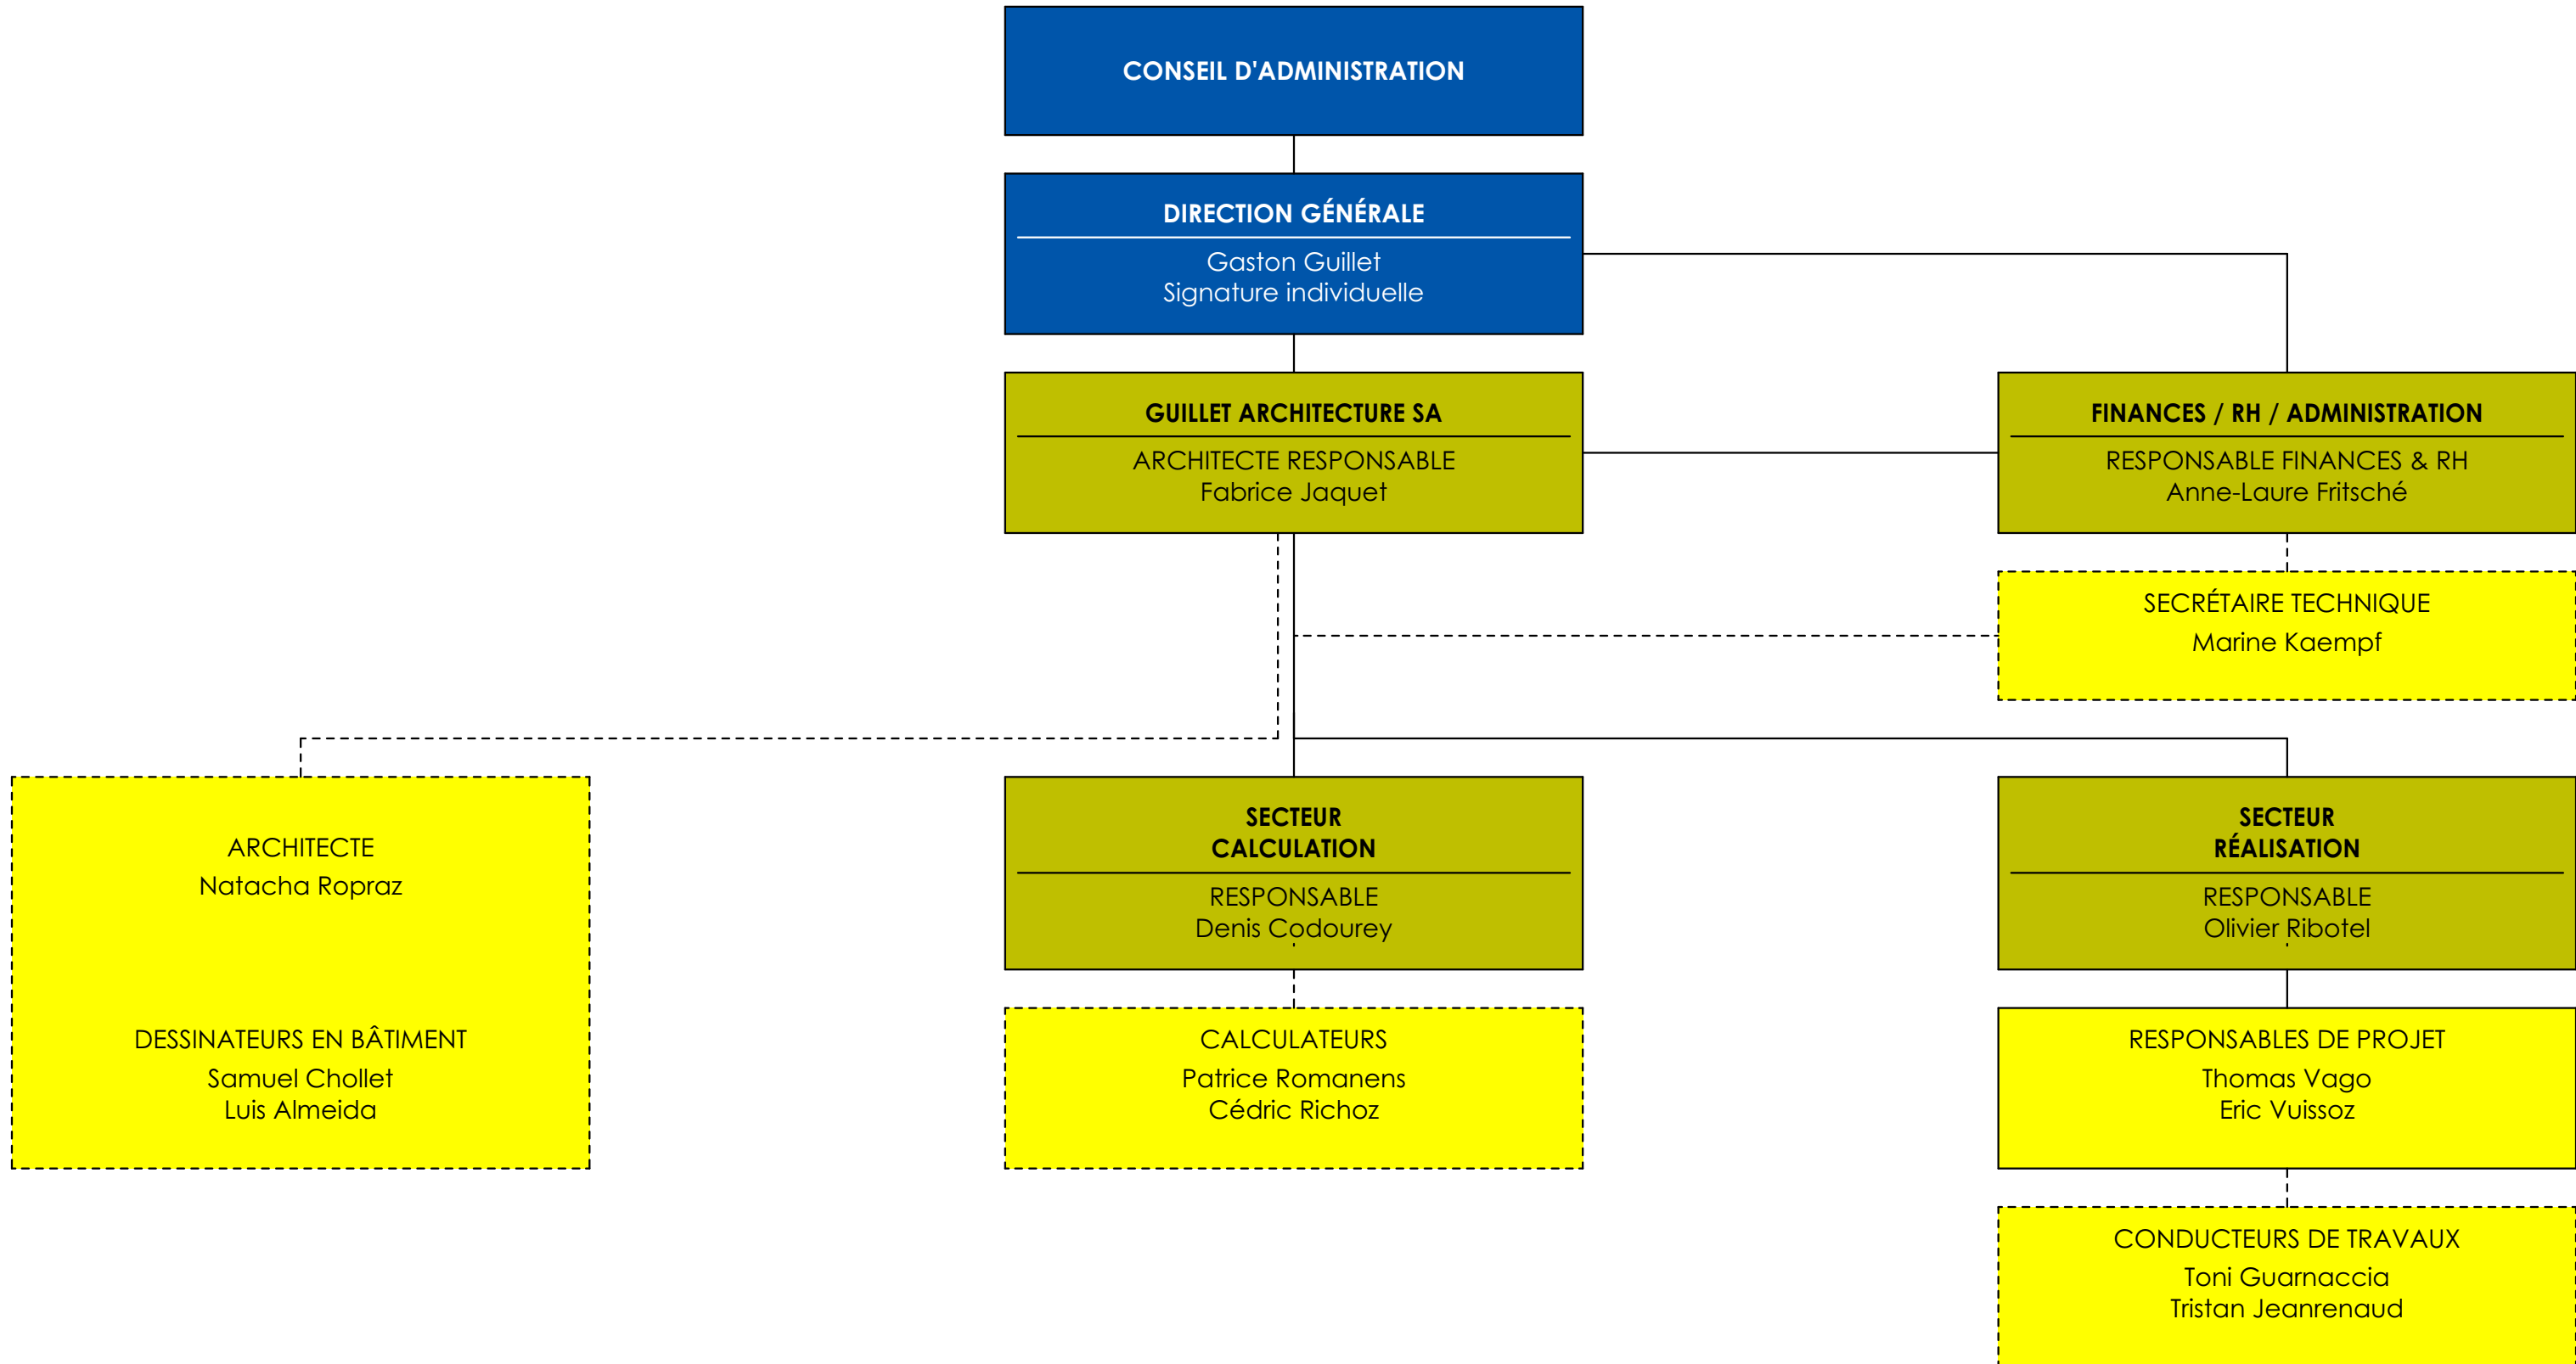 CONSEIL D'ADMINISTRATION
DIRECTION GÉNÉRALE
Gaston Guillet
Signature individuelle
GUILLET ARCHITECTURE SA
ARCHITECTE RESPONSABLE
Fabrice Jaquet
FINANCES / RH / ADMINISTRATION
RESPONSABLE FINANCES & RH
Anne-Laure Fritsché
SECRÉTAIRE TECHNIQUE
Marine Kaempf
ARCHITECTE
Natacha Ropraz
DESSINATEURS EN BÂTIMENT
Samuel Chollet
Luis Almeida
SECTEUR
CALCULATION
RESPONSABLE
Denis Codourey
CALCULATEURS
Patrice Romanens
Cédric Richoz
SECTEUR
RÉALISATION
RESPONSABLE
Olivier Ribotel
RESPONSABLES DE PROJET
Thomas Vago
Eric Vuissoz
CONDUCTEURS DE TRAVAUX
Toni Guarnaccia
Tristan Jeanrenaud